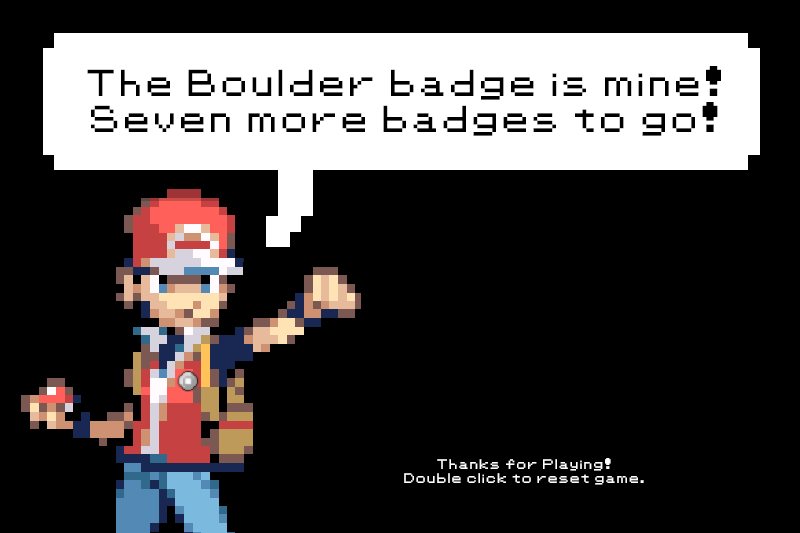 The Boulder badge is mine!
Seven more badges to go!
Thanks for Playing!
Double click to reset game.